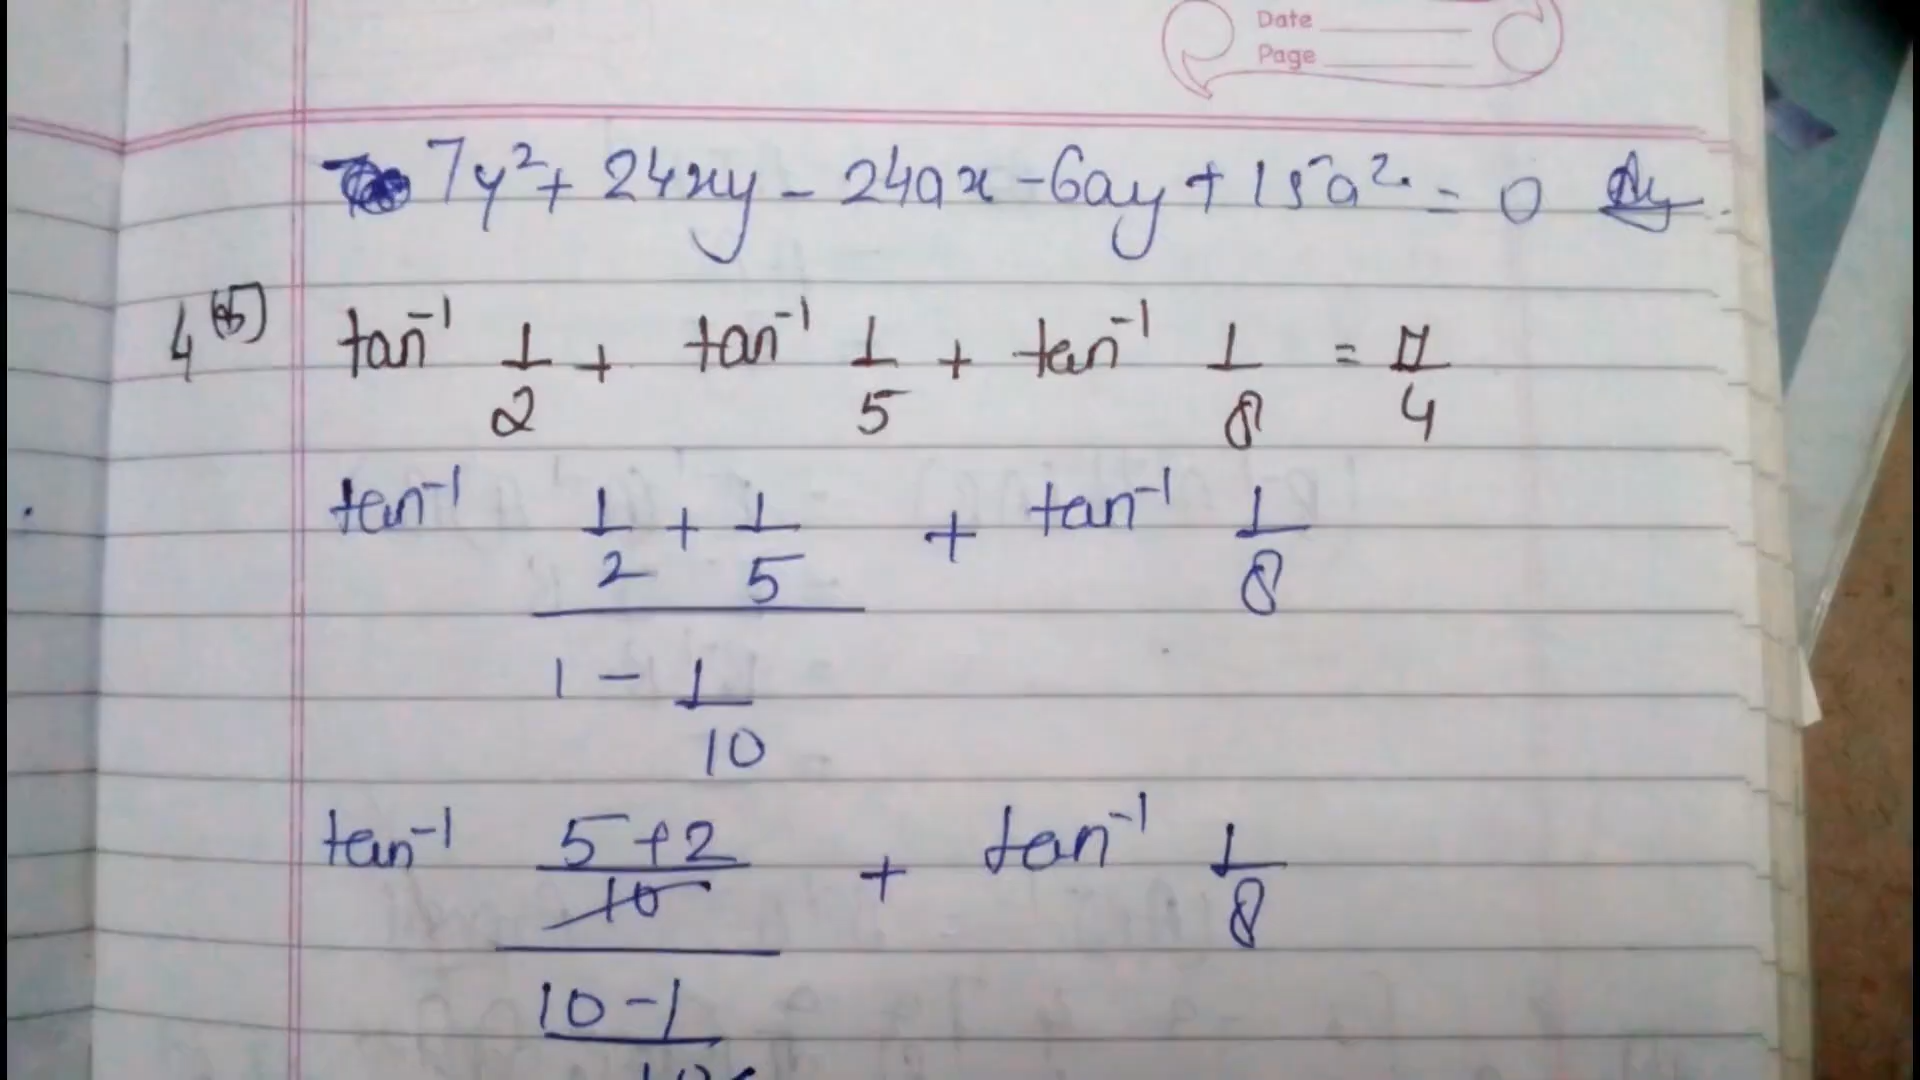 Date
Page
7y² + 24xy - 24ax - 6ay + 15a² = 0
4 (b) tan⁻¹ 1/2 + tan⁻¹ 1/5 + tan⁻¹ 1/8 = π/4
tan⁻¹ 1/2 + 1/5 + tan⁻¹ 1/8
1 - 1/10
tan⁻¹ 5+2/10 + tan⁻¹ 1/8
10-1/10